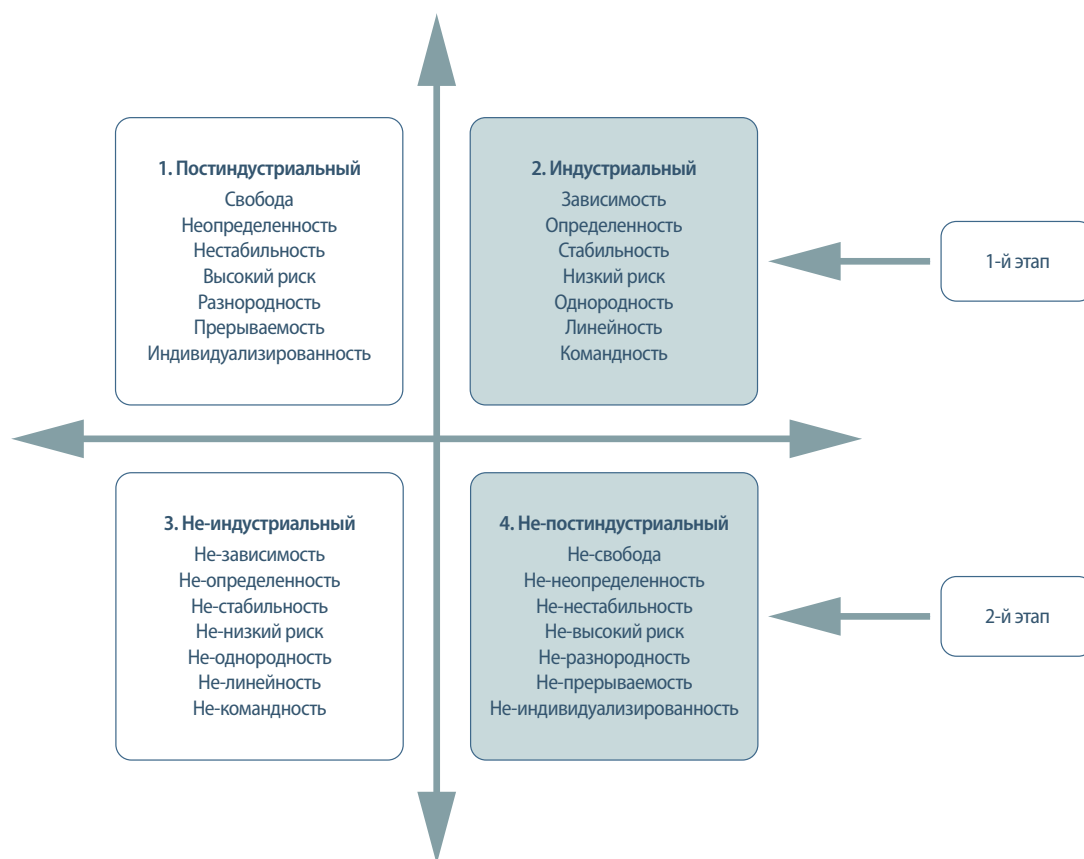 1. Постиндустриальный
Свобода
Неопределенность
Нестабильность
Высокий риск
Разнородность
Прерываемость
Индивидуализированность
2. Индустриальный
Зависимость
Определенность
Стабильность
Низкий риск
Однородность
Линейность
Командность
1-й этап
3. Не-индустриальный
Не-зависимость
Не-определенность
Не-стабильность
Не-низкий риск
Не-однородность
Не-линейность
Не-командность
4. Не-постиндустриальный
Не-свобода
Не-неопределенность
Не-нестабильность
Не-высокий риск
Не-разнородность
Не-прерываемость
Не-индивидуализированность
2-й этап